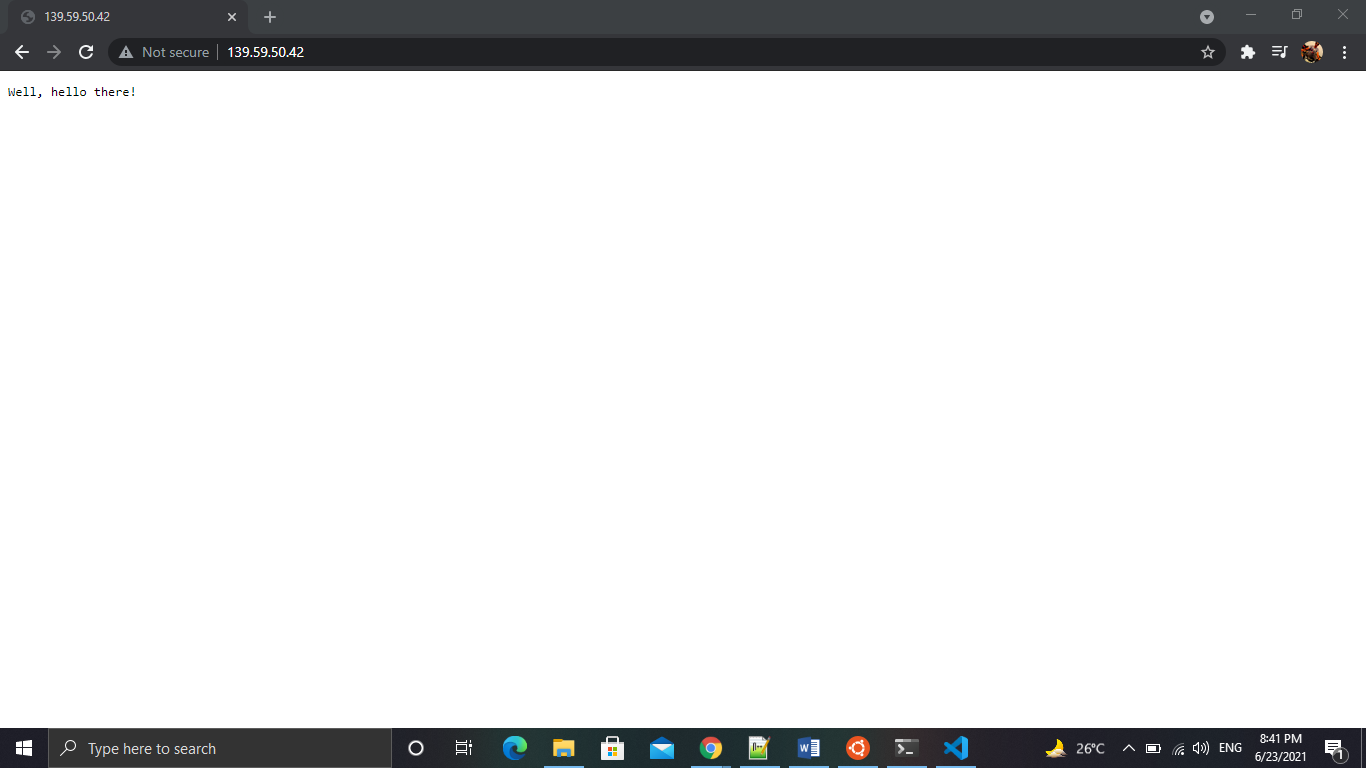 139.59.50.42
Not secure
139.59.50.42
Well, hello there!
Type here to search
26°C
ENG
8:41 PM
6/23/2021
1